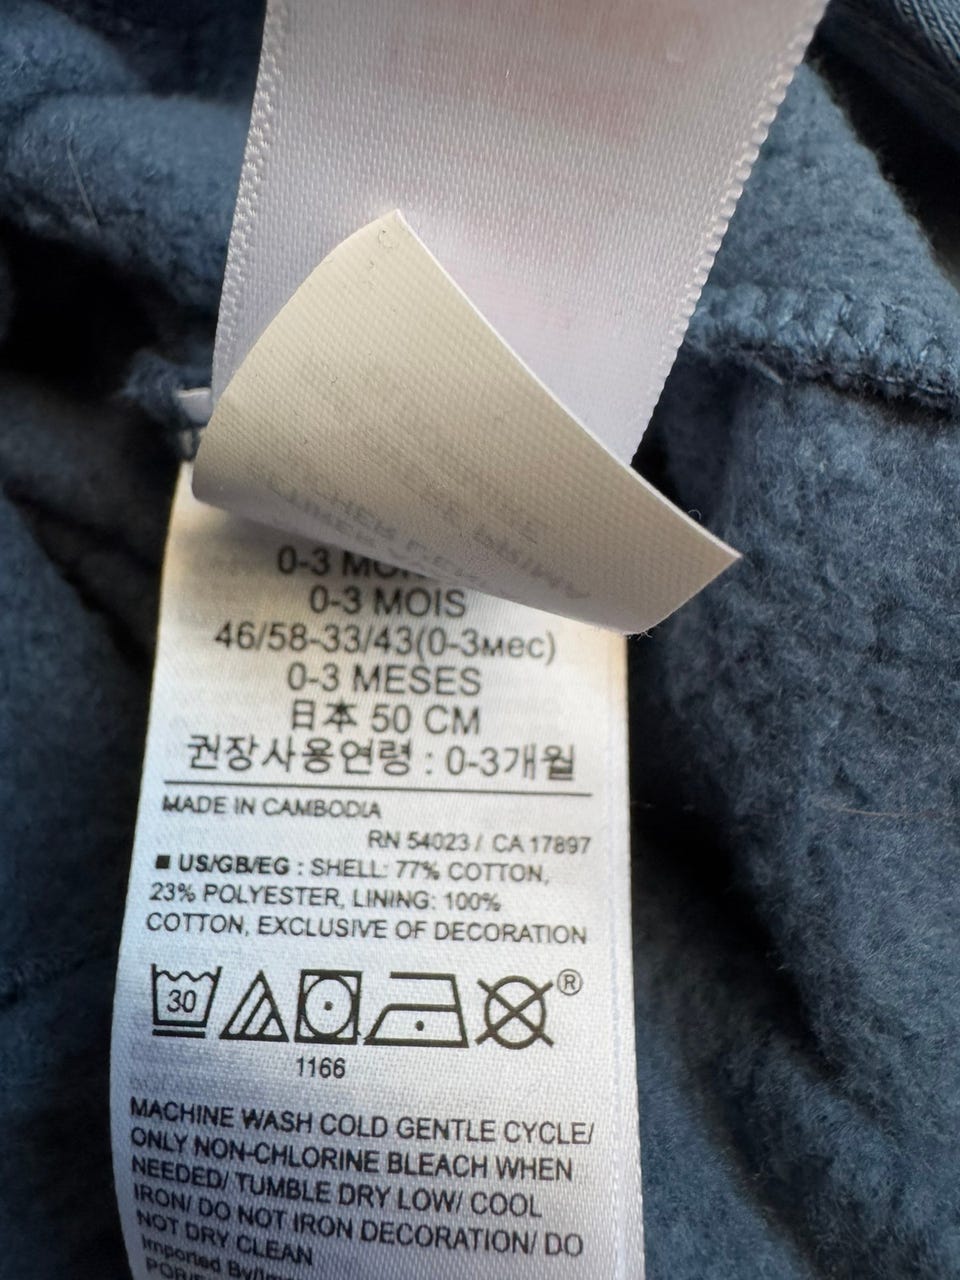 0-3
0-3 MOIS
46/58-33/43(0-3мес)
0-3 MESES
日本 50 CM
권장사용연령 : 0-3개월
MADE IN CAMBODIA
RN 54023 / CA 17897
■ US/GB/EG : SHELL: 77% COTTON,
23% POLYESTER, LINING: 100%
COTTON, EXCLUSIVE OF DECORATION
30
®
1166
MACHINE WASH COLD GENTLE CYCLE/
ONLY NON-CHLORINE BLEACH WHEN
NEEDED/ TUMBLE DRY LOW/ COOL
IRON/ DO NOT IRON DECORATION/ DO
NOT DRY CLEAN
Imported